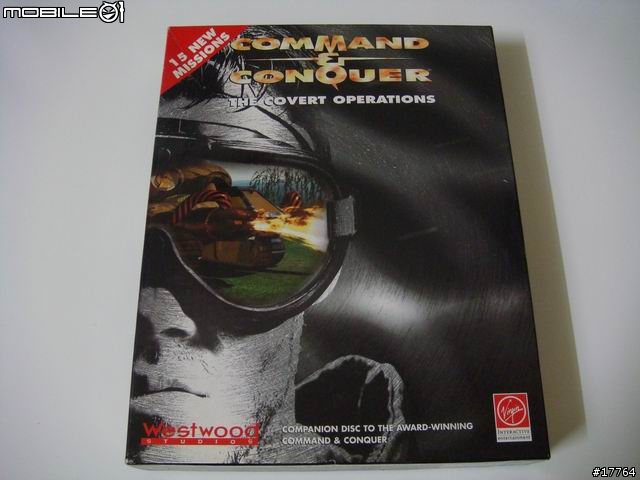 MOBILE01
15 NEW
MISSIONS
COMMAND
&
CONQUER
THE COVERT OPERATIONS
Westwood
STUDIOS
COMPANION DISC TO THE AWARD-WINNING
COMMAND & CONQUER
Virgin
INTERACTIVE
entertainment
#17764